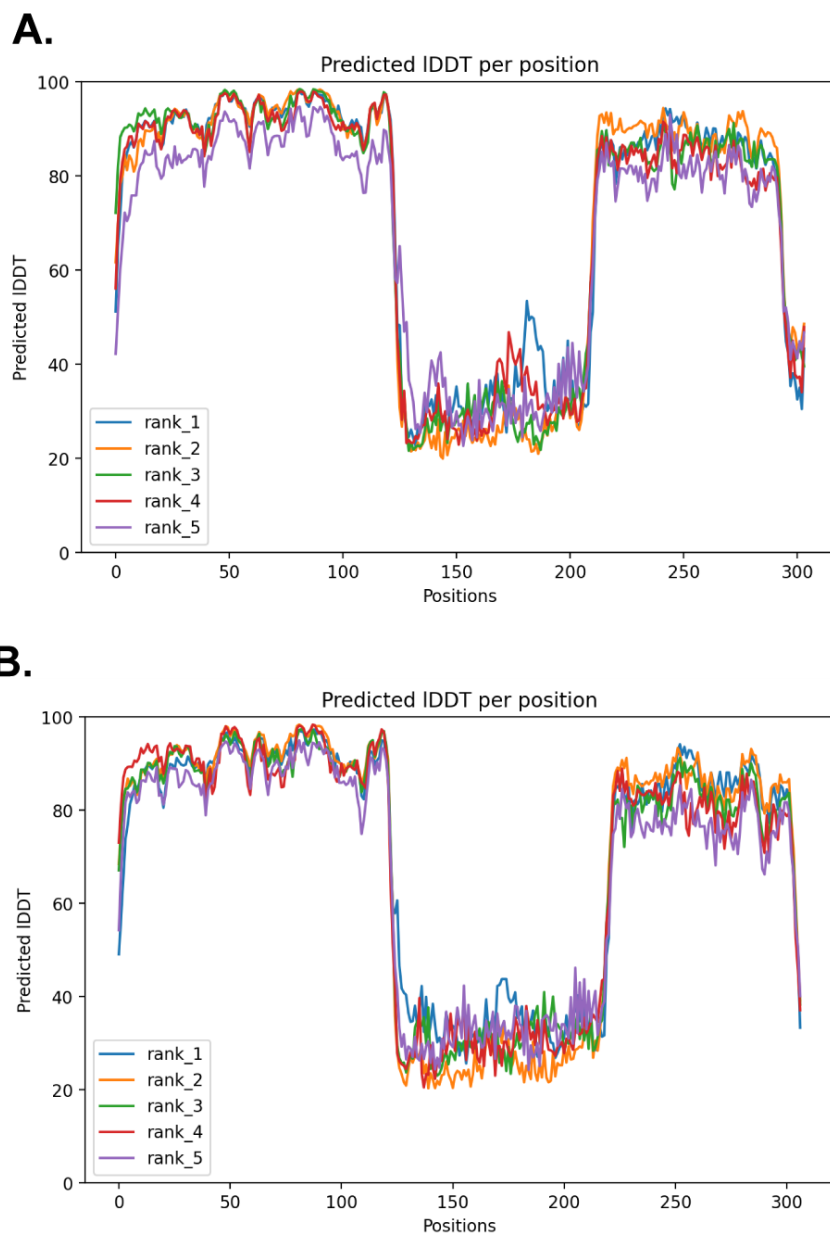 A.
Predicted lDDT per position
100
80
60
40
20
0
Predicted lDDT
rank_1
rank_2
rank_3
rank_4
rank_5
0 50 100 150 200 250 300
Positions
B.
Predicted lDDT per position
100
80
60
40
20
0
Predicted lDDT
rank_1
rank_2
rank_3
rank_4
rank_5
0 50 100 150 200 250 300
Positions